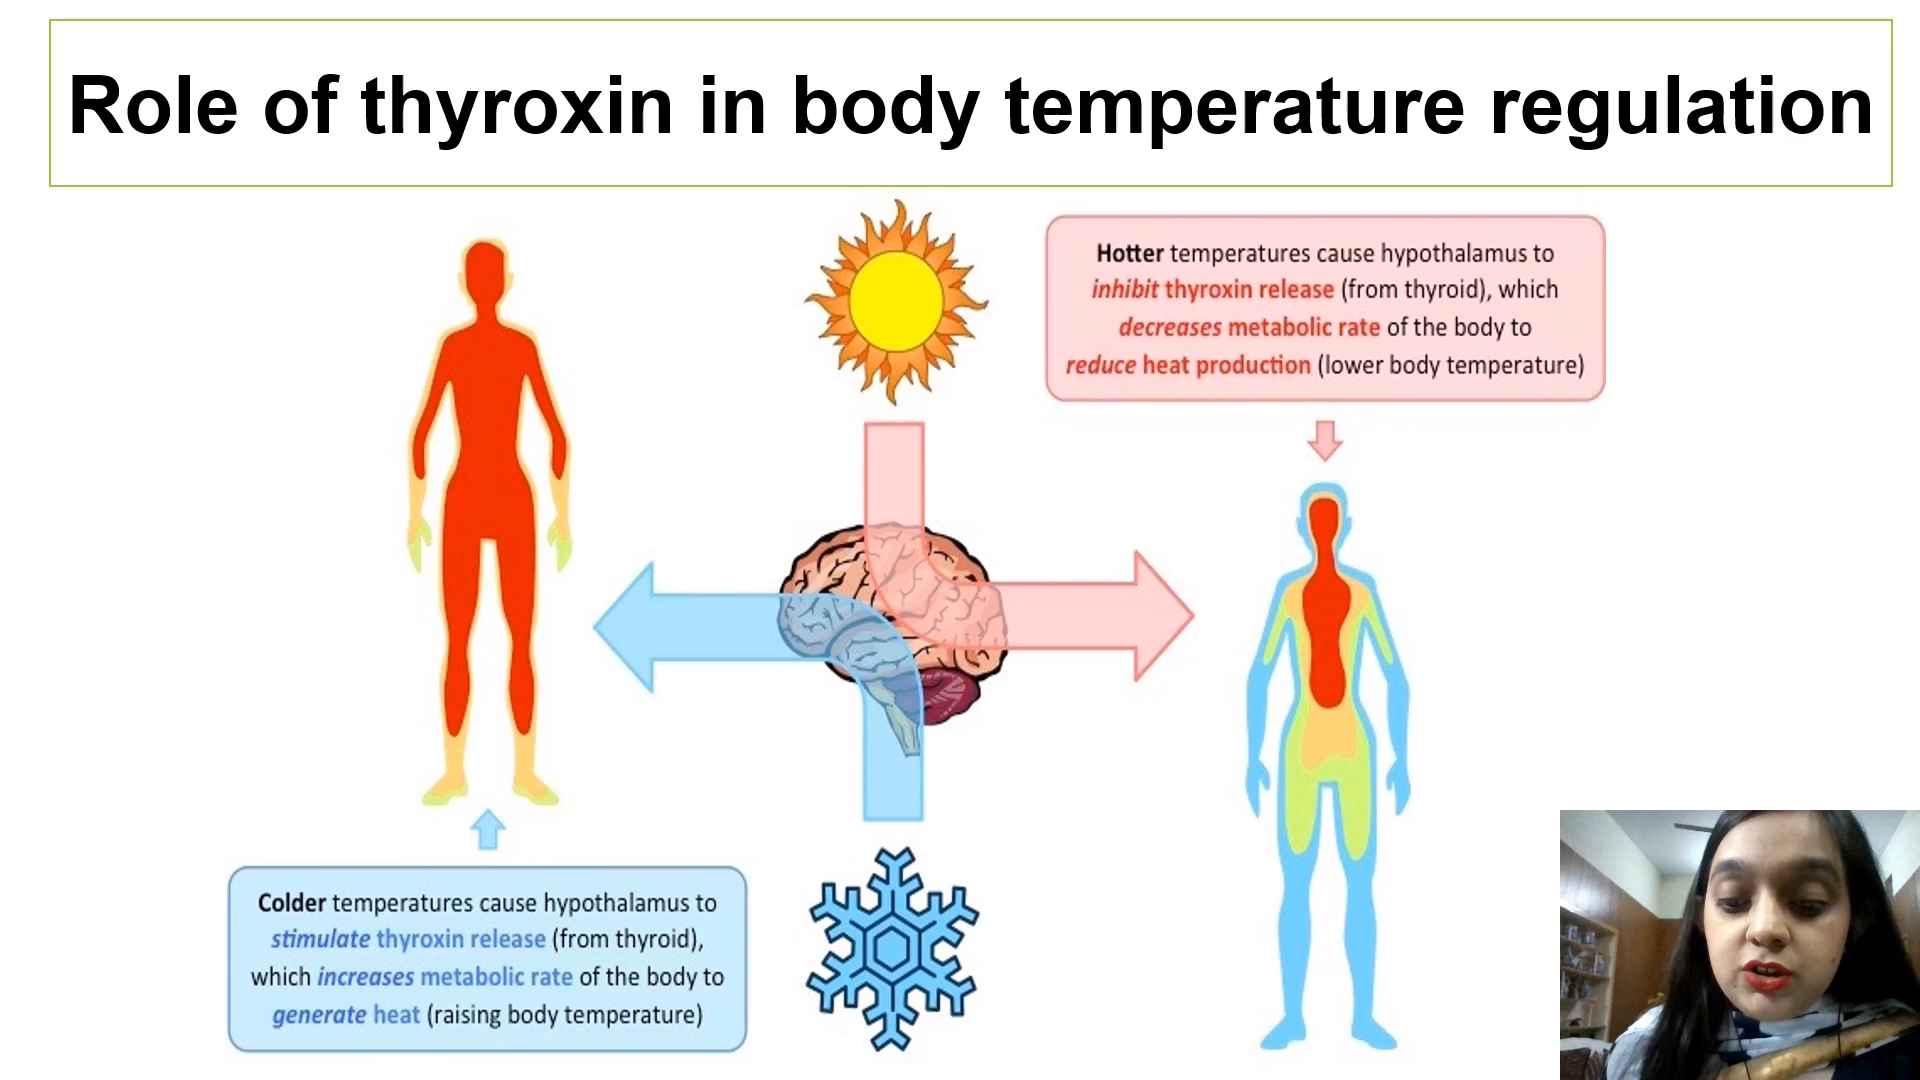 Role of thyroxin in body temperature regulation
Hotter temperatures cause hypothalamus to
inhibit thyroxin release (from thyroid), which
decreases metabolic rate of the body to
reduce heat production (lower body temperature)
Colder temperatures cause hypothalamus to
stimulate thyroxin release (from thyroid),
which increases metabolic rate of the body to
generate heat (raising body temperature)